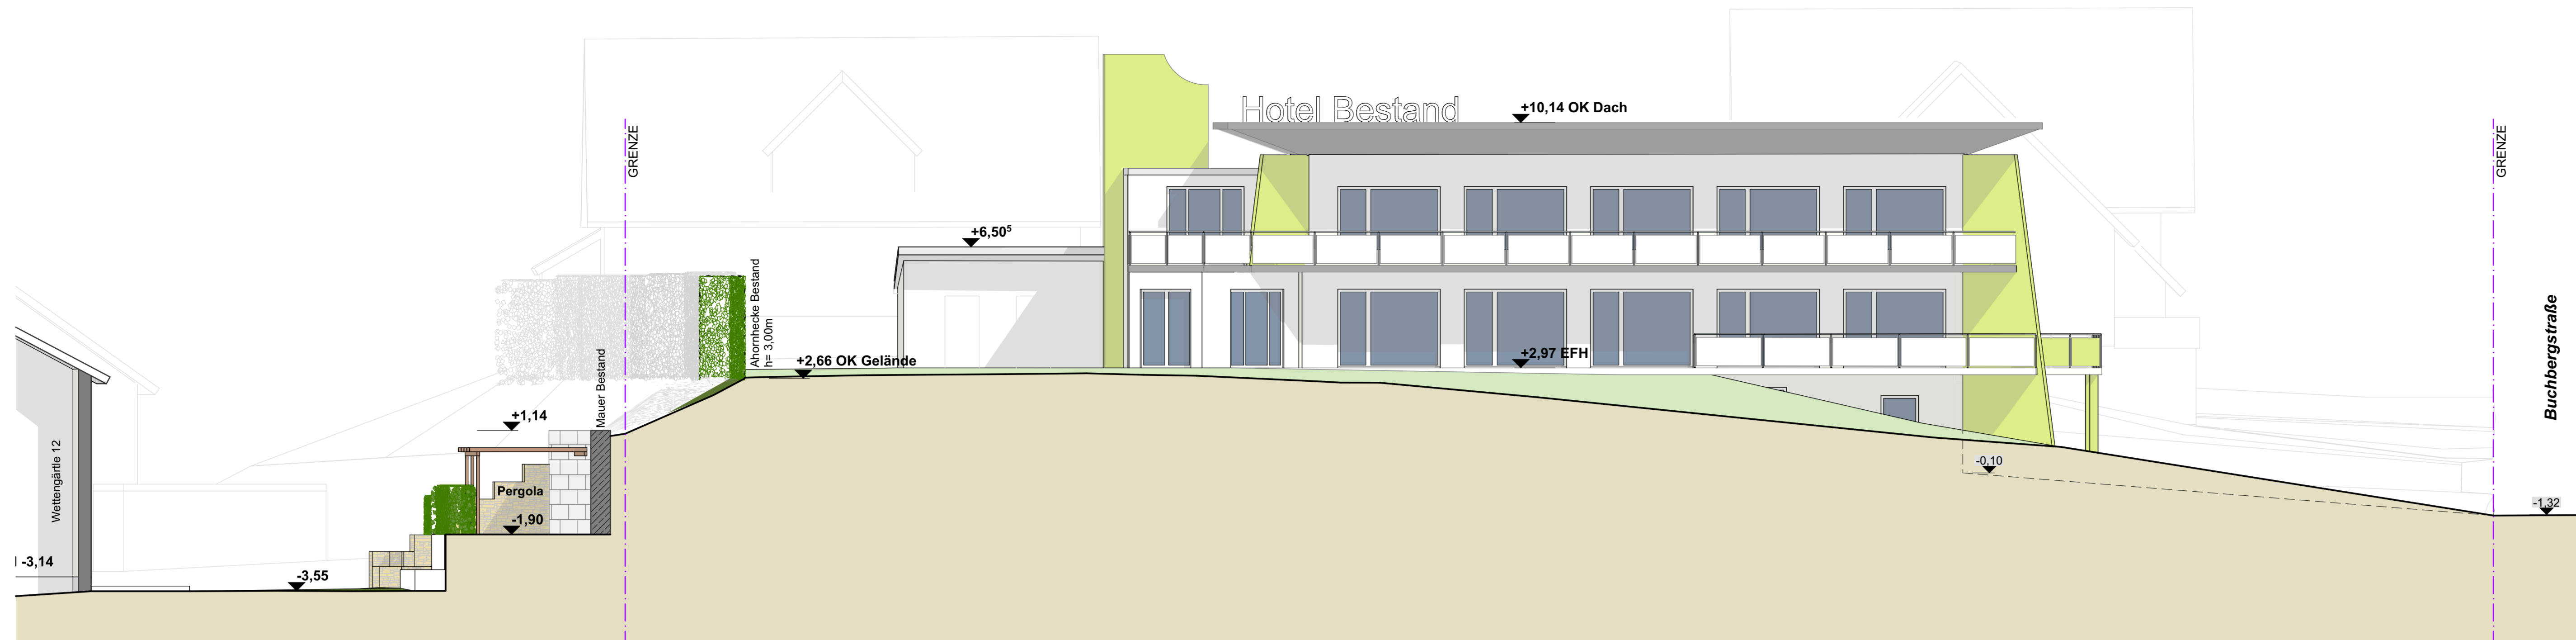 Hotel Bestand
+10,14 OK Dach
GRENZE
GRENZE
+6,50⁵
Ahornhecke Bestand
h= 3,00m
+2,66 OK Gelände
+2,97 EFH
Mauer Bestand
+1,14
Buchbergstraße
Wettengärtle 12
Pergola
-0,10
-1,90
-1,32
-3,14
-3,55